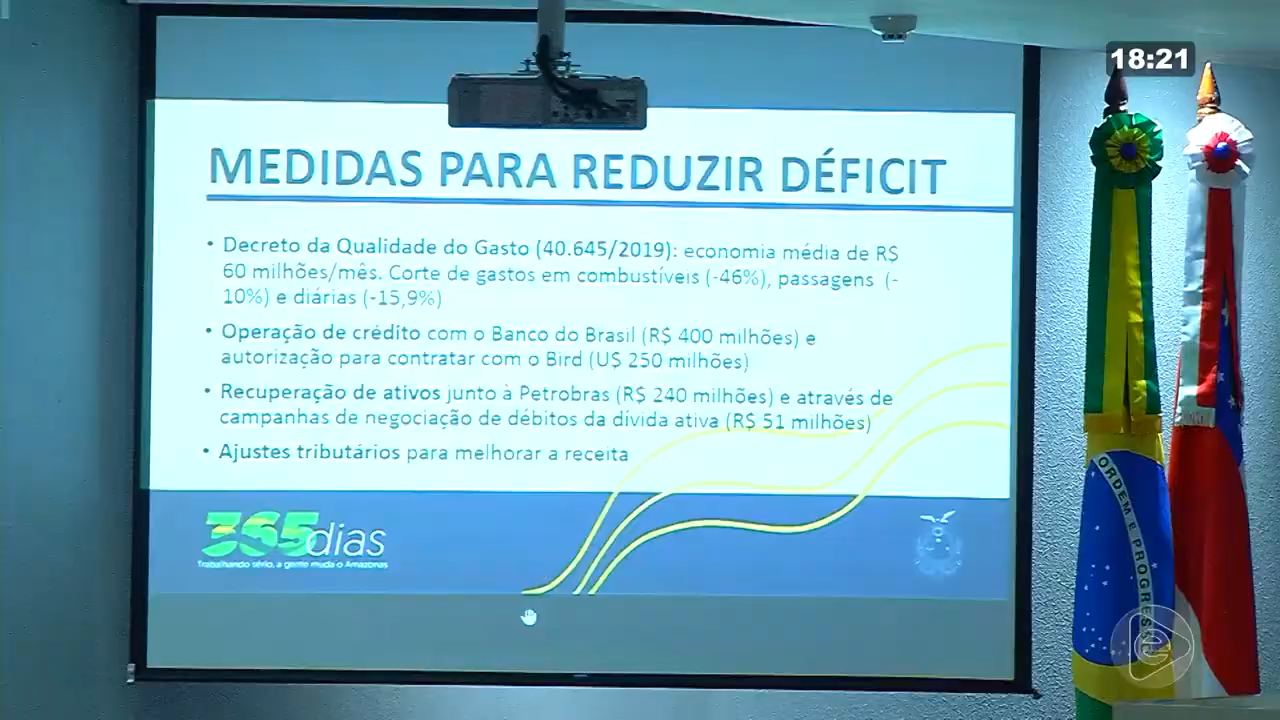 18:21
MEDIDAS PARA REDUZIR DÉFICIT
• Decreto da Qualidade do Gasto (40.645/2019): economia média de R$
60 milhões/mês. Corte de gastos em combustíveis (-46%), passagens (-
10%) e diárias (-15,9%)
• Operação de crédito com o Banco do Brasil (R$ 400 milhões) e
autorização para contratar com o Bird (U$ 250 milhões)
• Recuperação de ativos junto à Petrobras (R$ 240 milhões) e através de
campanhas de negociação de débitos da dívida ativa (R$ 51 milhões)
• Ajustes tributários para melhorar a receita
365dias
Trabalhando sério, a gente muda o Amazonas
ORDEM E PROGRESS
e